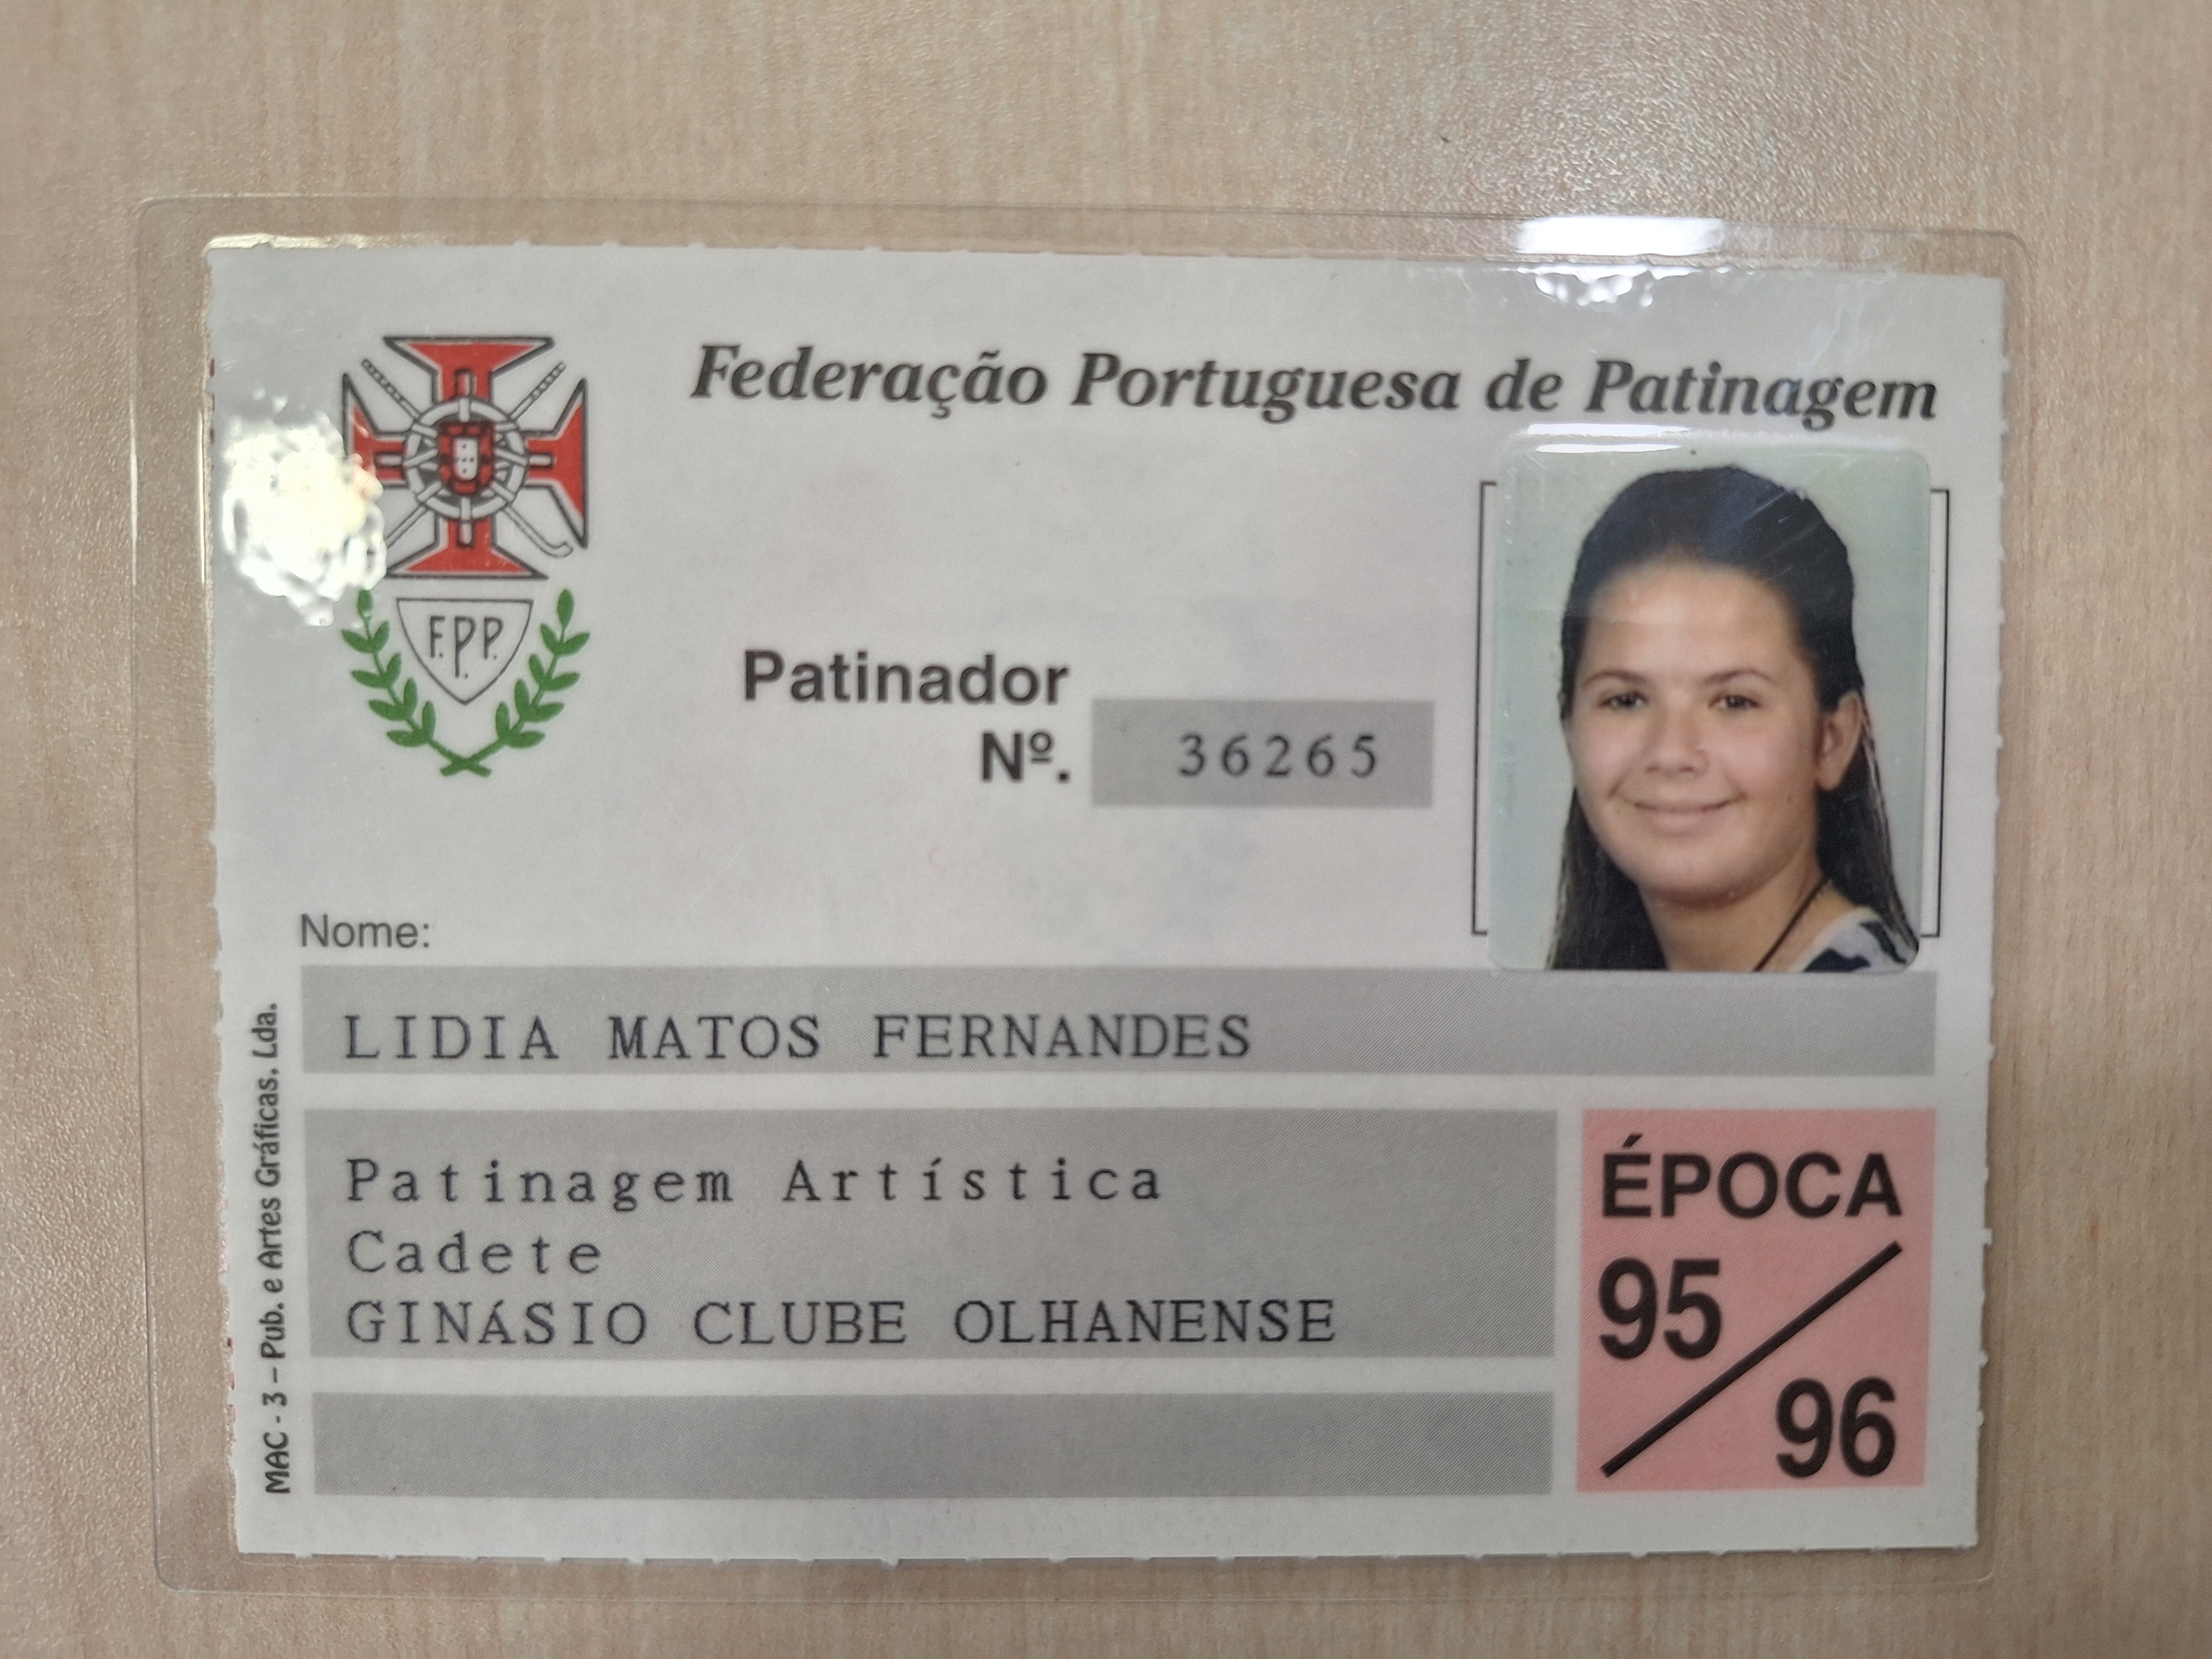 Federação Portuguesa de Patinagem
F.P.P.
Patinador
Nº. 36265
Nome:
LIDIA MATOS FERNANDES
Patinagem Artística
Cadete
GINÁSIO CLUBE OLHANENSE
ÉPOCA
95/96
MAC - 3 – Pub. e Artes Gráficas, Lda.